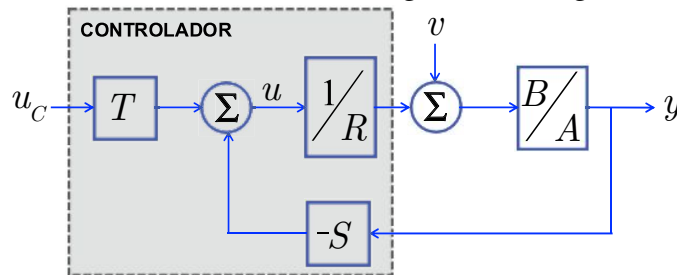 CONTROLADOR
v
u_C
T
Σ
u
1/R
Σ
B/A
y
-S